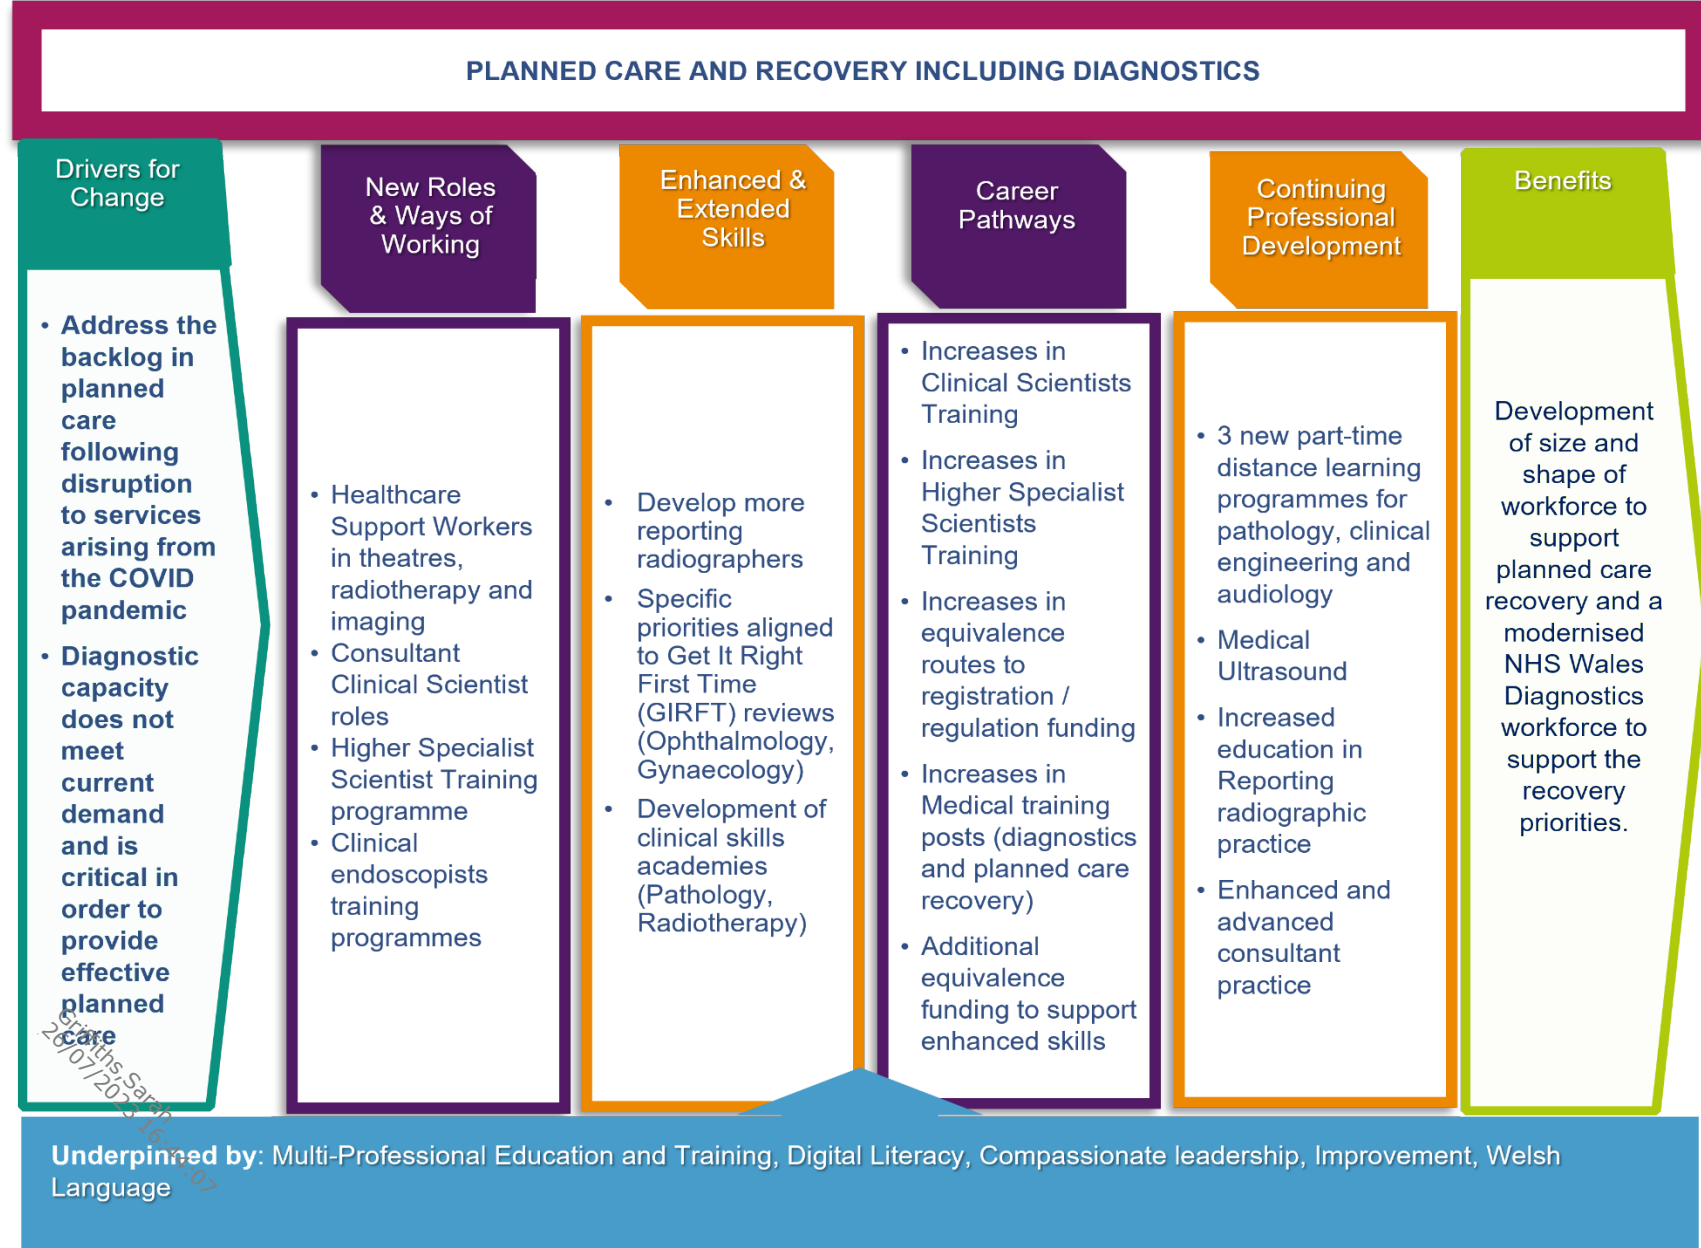 PLANNED CARE AND RECOVERY INCLUDING DIAGNOSTICS
Drivers for
Change
• Address the
backlog in
planned
care
following
disruption
to services
arising from
the COVID
pandemic
• Diagnostic
capacity
does not
meet
current
demand
and is
critical in
order to
provide
effective
planned
care
New Roles
& Ways of
Working
• Healthcare
Support Workers
in theatres,
radiotherapy and
imaging
• Consultant
Clinical Scientist
roles
• Higher Specialist
Scientist Training
programme
• Clinical
endoscopists
training
programmes
Enhanced &
Extended
Skills
• Develop more
reporting
radiographers
• Specific
priorities aligned
to Get It Right
First Time
(GIRFT) reviews
(Ophthalmology,
Gynaecology)
• Development of
clinical skills
academies
(Pathology,
Radiotherapy)
Career
Pathways
• Increases in
Clinical Scientists
Training
• Increases in
Higher Specialist
Scientists
Training
• Increases in
equivalence
routes to
registration /
regulation funding
• Increases in
Medical training
posts (diagnostics
and planned care
recovery)
• Additional
equivalence
funding to support
enhanced skills
Continuing
Professional
Development
• 3 new part-time
distance learning
programmes for
pathology, clinical
engineering and
audiology
• Medical
Ultrasound
• Increased
education in
Reporting
radiographic
practice
• Enhanced and
advanced
consultant
practice
Benefits
Development
of size and
shape of
workforce to
support
planned care
recovery and a
modernised
NHS Wales
Diagnostics
workforce to
support the
recovery
priorities.
Underpinned by: Multi-Professional Education and Training, Digital Literacy, Compassionate leadership, Improvement, Welsh
Language
Griffiths,Sarah
26/07/2023